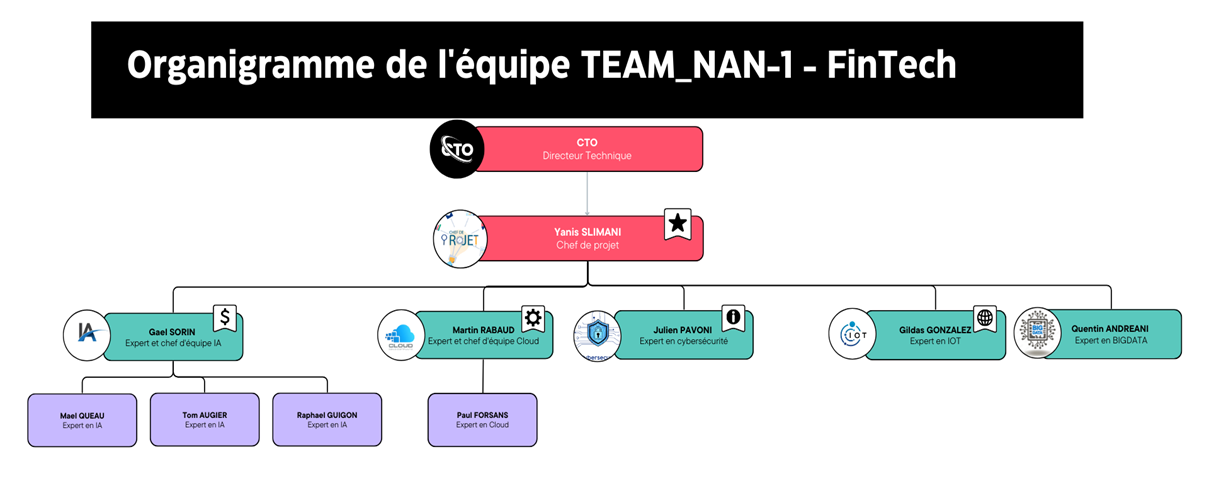 Organigramme de l'équipe TEAM_NAN-1 - FinTech
CTO
CTO
Directeur Technique
CHEF DE
PROJET
Yanis SLIMANI
Chef de projet
IA
Gael SORIN
Expert et chef d'équipe IA
$
CLOUD
Martin RABAUD
Expert et chef d'équipe Cloud
Julien PAVONI
Expert en cybersécurité
IOT
Gildas GONZALEZ
Expert en IOT
BIG
DATA
Quentin ANDREANI
Expert en BIGDATA
Mael QUEAU
Expert en IA
Tom AUGIER
Expert en IA
Raphael GUIGON
Expert en IA
Paul FORSANS
Expert en Cloud